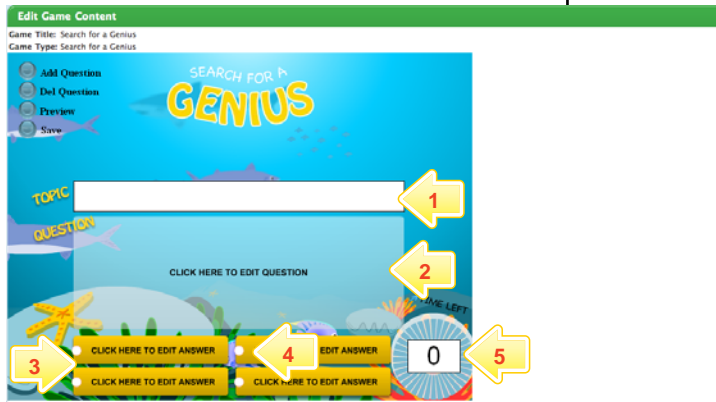 Edit Game Content
Game Title: Search for a Genius
Game Type: Search for a Genius
Add Question
Del Question
Preview
Save
SEARCH FOR A
GENIUS
TOPIC
1
QUESTION
CLICK HERE TO EDIT QUESTION
2
TIME LEFT
3
CLICK HERE TO EDIT ANSWER
4
EDIT ANSWER
0
5
CLICK HERE TO EDIT ANSWER
CLICK HERE TO EDIT ANSWER